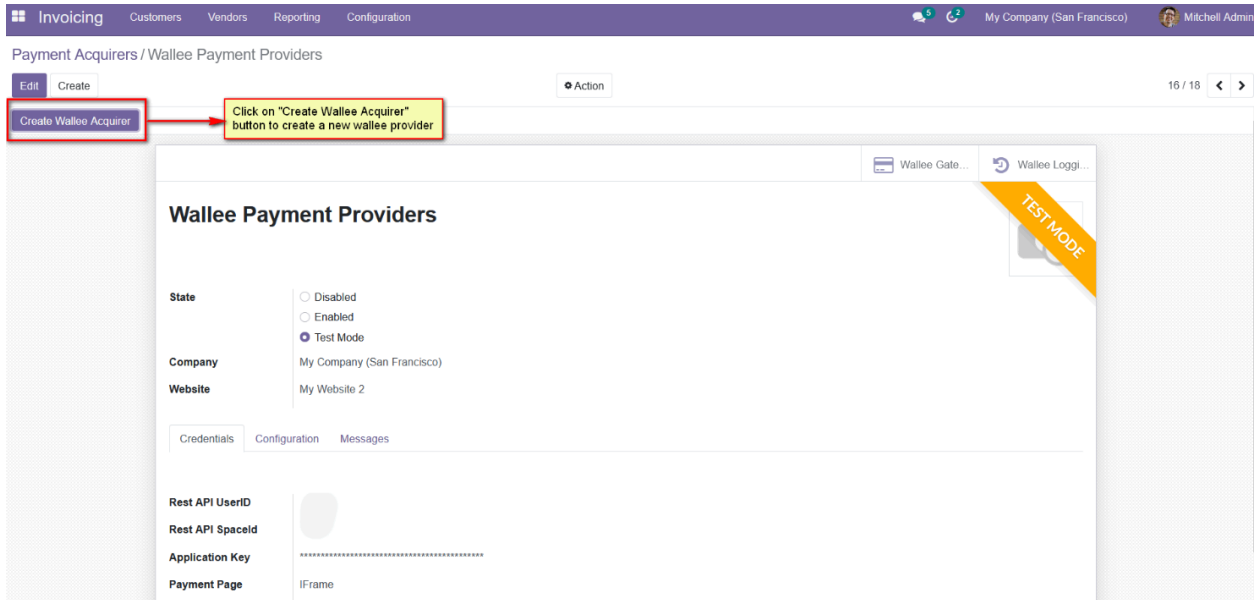 Invoicing Customers Vendors Reporting Configuration 5 2 My Company (San Francisco) Mitchell Admin
Payment Acquirers / Wallee Payment Providers
Edit Create Action 16 / 18
Create Wallee Acquirer
Click on "Create Wallee Acquirer"
button to create a new wallee provider
Wallee Gate... Wallee Loggi...
TEST MODE
Wallee Payment Providers
State Disabled
Enabled
Test Mode
Company My Company (San Francisco)
Website My Website 2
Credentials Configuration Messages
Rest API UserID
Rest API SpaceId
Application Key ********************************************
Payment Page IFrame